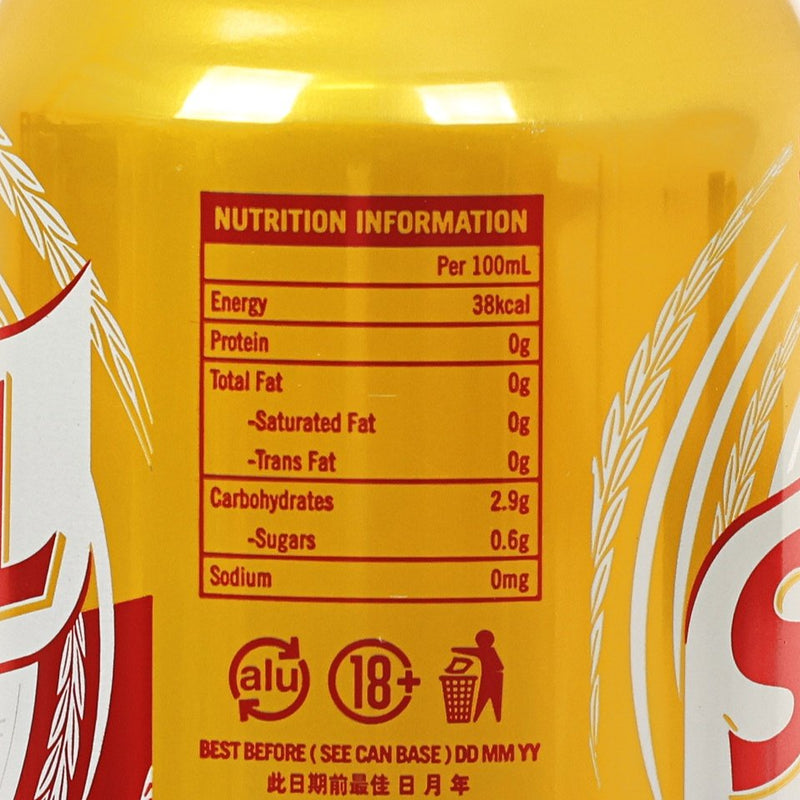 NUTRITION INFORMATION
Per 100mL
Energy 38kcal
Protein 0g
Total Fat 0g
-Saturated Fat 0g
-Trans Fat 0g
Carbohydrates 2.9g
-Sugars 0.6g
Sodium 0mg
alu 18+
BEST BEFORE ( SEE CAN BASE ) DD MM YY
此日期前最佳 日 月 年